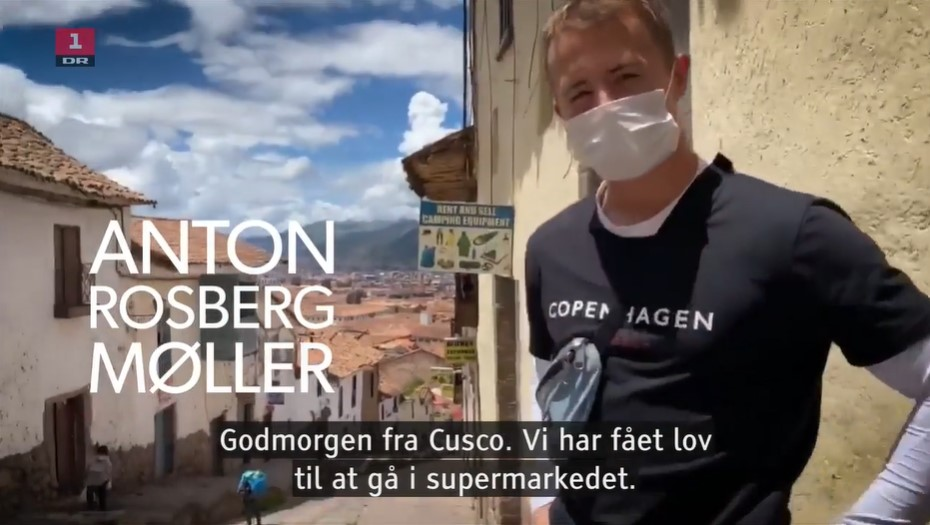 1
DR
RENT AND SELL
CAMPING EQUIPMENT
ANTON
ROSBERG
MØLLER
COPENHAGEN
Godmorgen fra Cusco. Vi har fået lov
til at gå i supermarkedet.